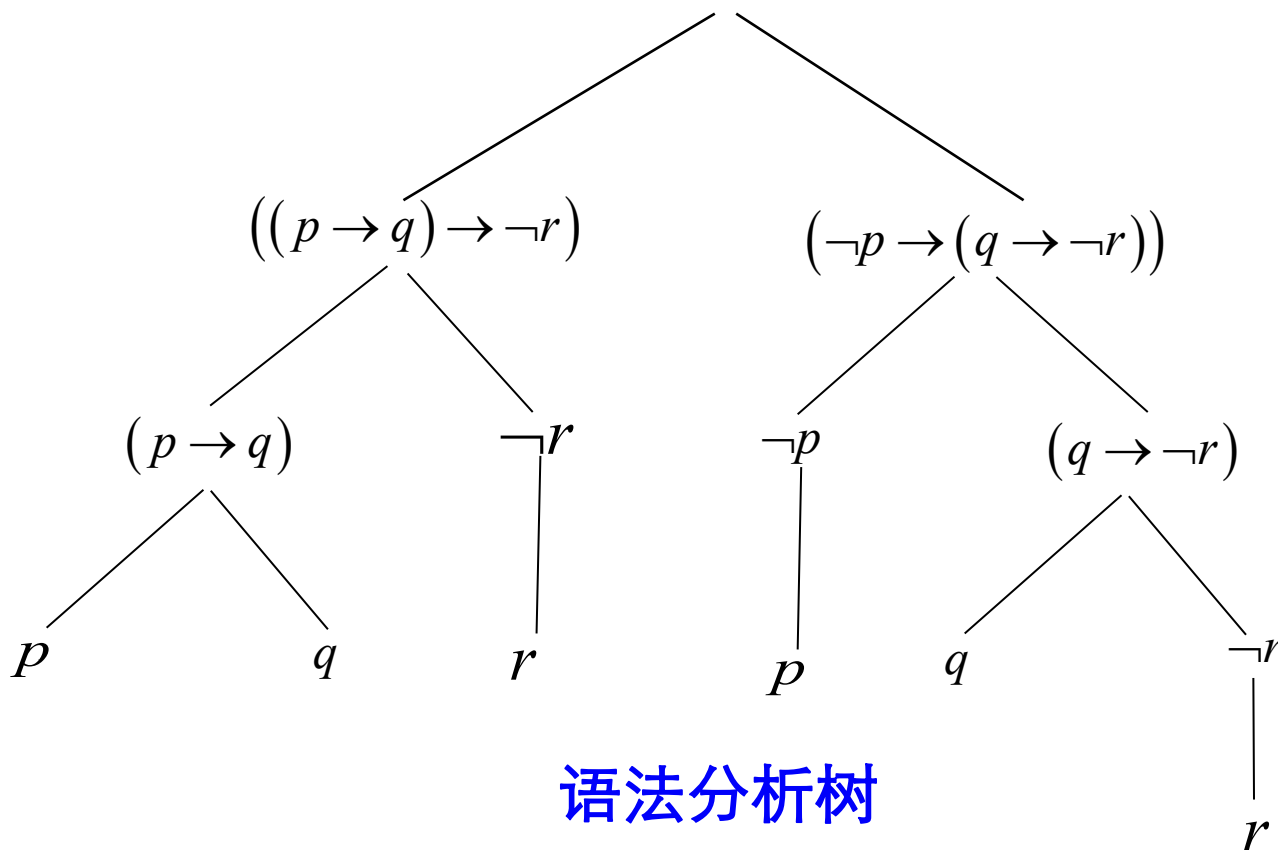 ((p → q) → ¬r) (¬p → (q → ¬r))
(p → q) ¬r ¬p (q → ¬r)
p q r p q ¬r
语法分析树
r